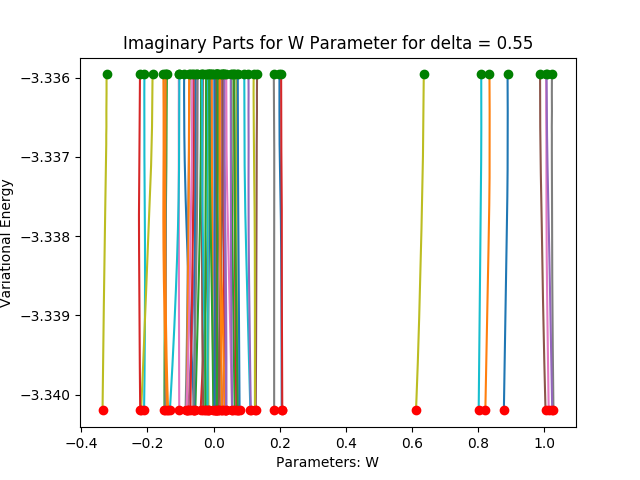 Imaginary Parts for W Parameter for delta = 0.55
Variational Energy
−3.336
−3.337
−3.338
−3.339
−3.340
−0.4 −0.2 0.0 0.2 0.4 0.6 0.8 1.0
Parameters: W